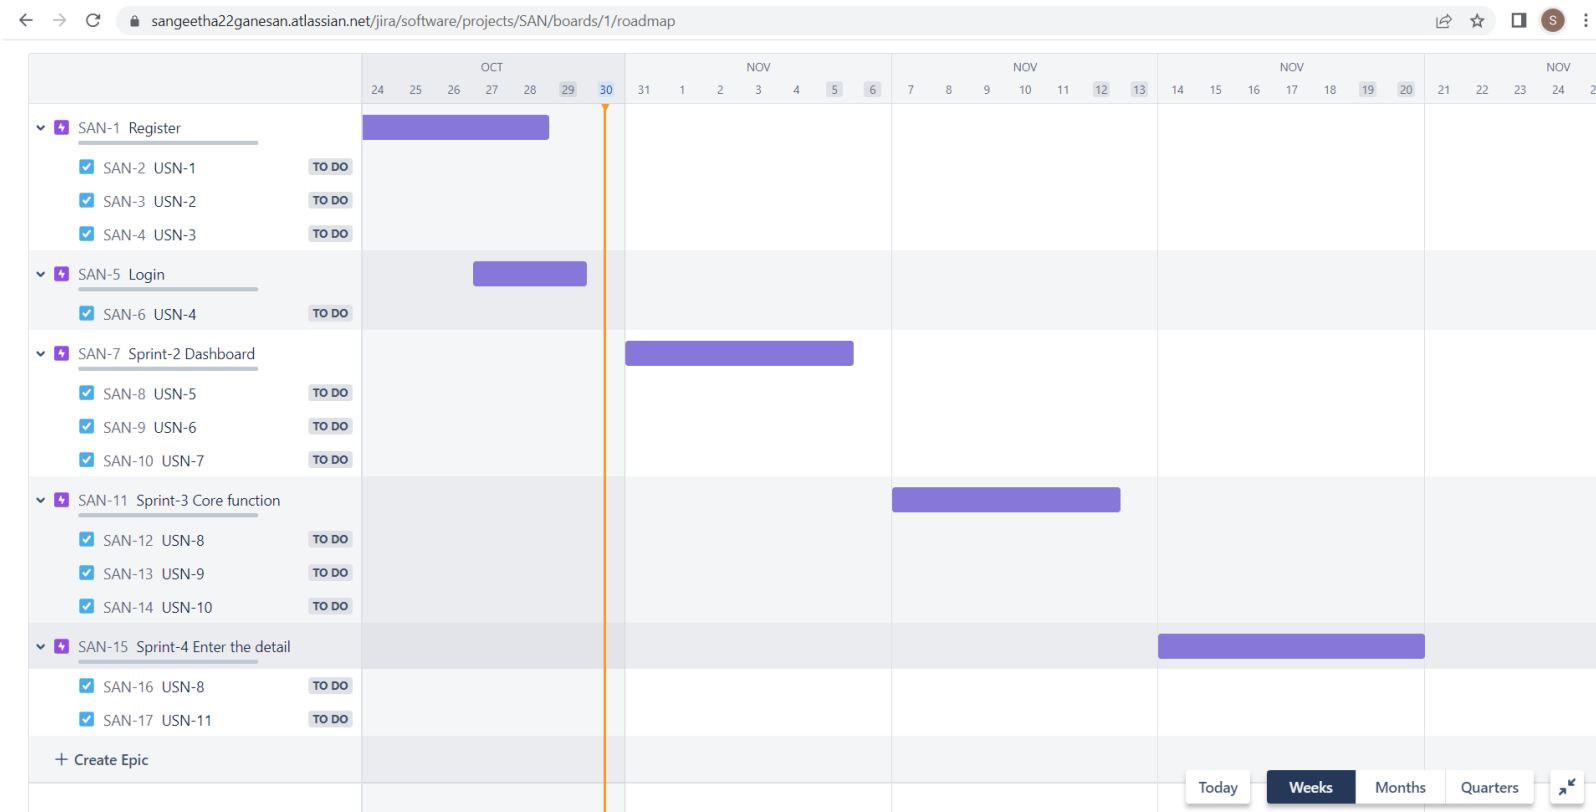 sangeetha22ganesan.atlassian.net/jira/software/projects/SAN/boards/1/roadmap
S
OCT NOV NOV NOV NOV
24 25 26 27 28 29 30 31 1 2 3 4 5 6 7 8 9 10 11 12 13 14 15 16 17 18 19 20 21 22 23 24
SAN-1 Register
SAN-2 USN-1 TO DO
SAN-3 USN-2 TO DO
SAN-4 USN-3 TO DO
SAN-5 Login
SAN-6 USN-4 TO DO
SAN-7 Sprint-2 Dashboard
SAN-8 USN-5 TO DO
SAN-9 USN-6 TO DO
SAN-10 USN-7 TO DO
SAN-11 Sprint-3 Core function
SAN-12 USN-8 TO DO
SAN-13 USN-9 TO DO
SAN-14 USN-10 TO DO
SAN-15 Sprint-4 Enter the detail
SAN-16 USN-8 TO DO
SAN-17 USN-11 TO DO
+ Create Epic
Today Weeks Months Quarters